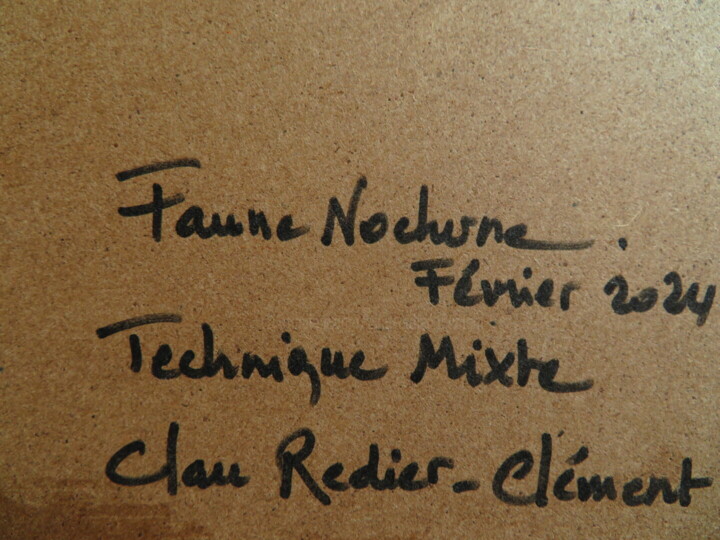 Faune Nocturne.
Février 2024
Technique Mixte
Clau Redier-Clément